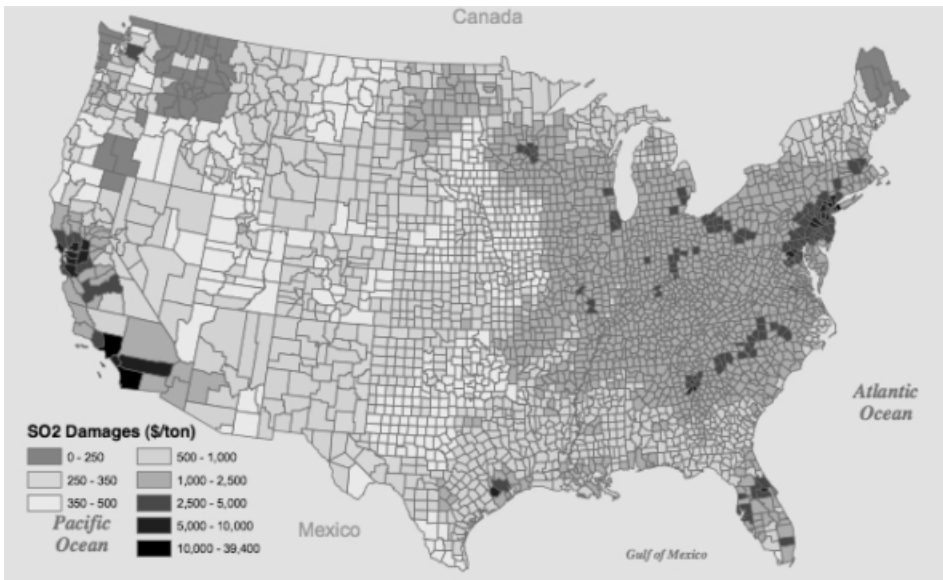 Canada
Atlantic
Ocean
SO2 Damages ($/ton)
0 - 250
500 - 1,000
250 - 350
1,000 - 2,500
350 - 500
2,500 - 5,000
5,000 - 10,000
10,000 - 39,400
Pacific
Ocean
Mexico
Gulf of Mexico